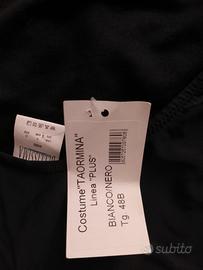 Costume"TAORMINA"
Linea "PLUS"
BIANCO/NERO
Tg. 48B
subito